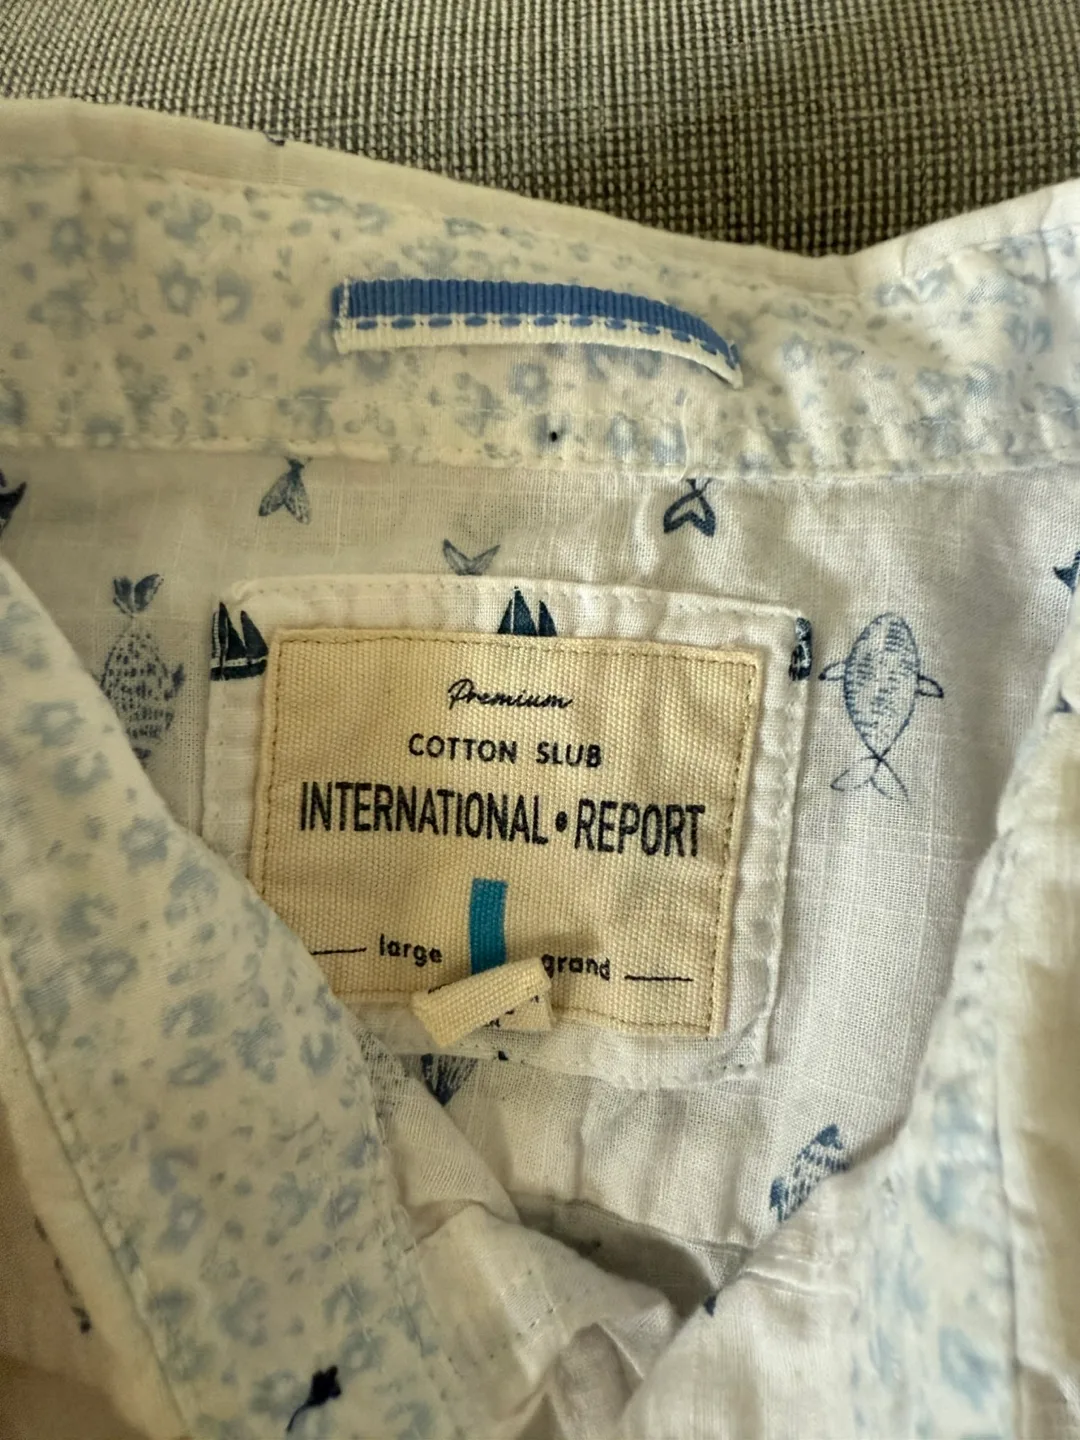 Premium
COTTON SLUB
INTERNATIONAL•REPORT
large grand